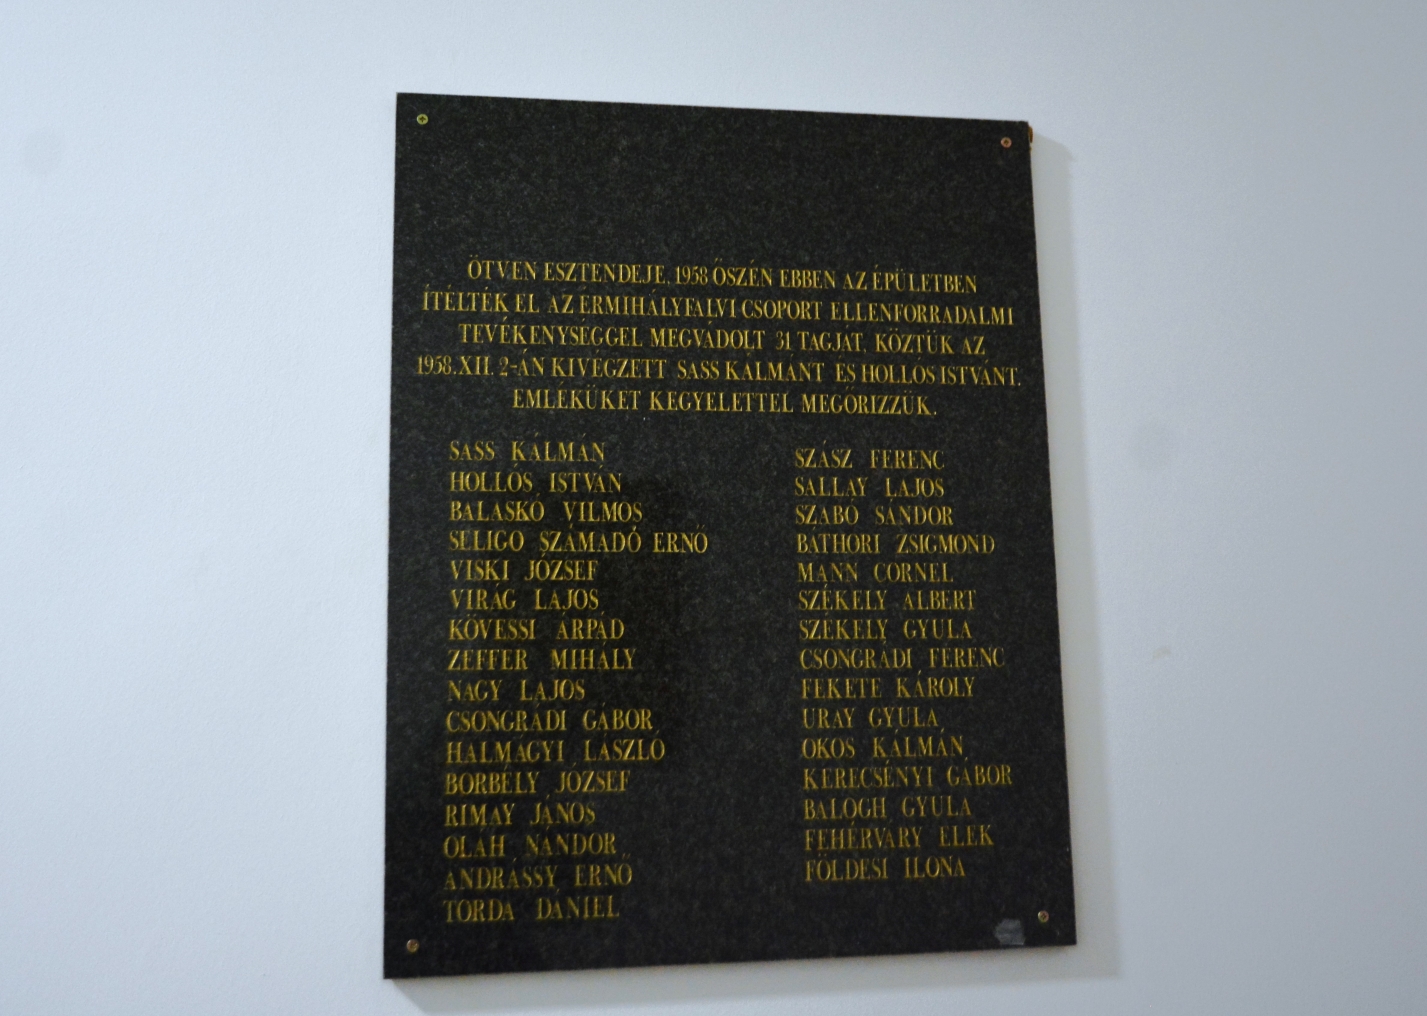 ÖTVEN ESZTENDEJE, 1958 ŐSZÉN EBBEN AZ ÉPÜLETBEN
ÍTÉLTÉK EL AZ ÉRMIHÁLYFALVI CSOPORT ELLENFORRADALMI
TEVÉKENYSÉGGEL MEGVÁDOLT 31 TAGJÁT, KÖZTÜK AZ
1958.XII. 2-ÁN KIVÉGZETT SASS KÁLMÁNT ÉS HOLLÓS ISTVÁNT.
EMLÉKÜKET KEGYELETTEL MEGŐRIZZÜK.
SASS KÁLMÁN
HOLLÓS ISTVÁN
BALASKÓ VILMOS
SELIGO SZÁMADÓ ERNŐ
VISKI JÓZSEF
VIRÁG LAJOS
KÖVESSI ÁRPÁD
ZEFFER MIHÁLY
NAGY LAJOS
CSONGRÁDI GÁBOR
HALMÁGYI LÁSZLÓ
BORBÉLY JÓZSEF
RIMAY JÁNOS
OLÁH NÁNDOR
ANDRÁSSY ERNŐ
TORDA DÁNIEL
SZÁSZ FERENC
SALLAY LAJOS
SZABÓ SÁNDOR
BÁTHORI ZSIGMOND
MANN CORNEL
SZÉKELY ALBERT
SZÉKELY GYULA
CSONGRÁDI FERENC
FEKETE KÁROLY
URAY GYULA
OKOS KÁLMÁN
KERECSÉNYI GÁBOR
BALOGH GYULA
FEHÉRVÁRY ELEK
FÖLDESI ILONA